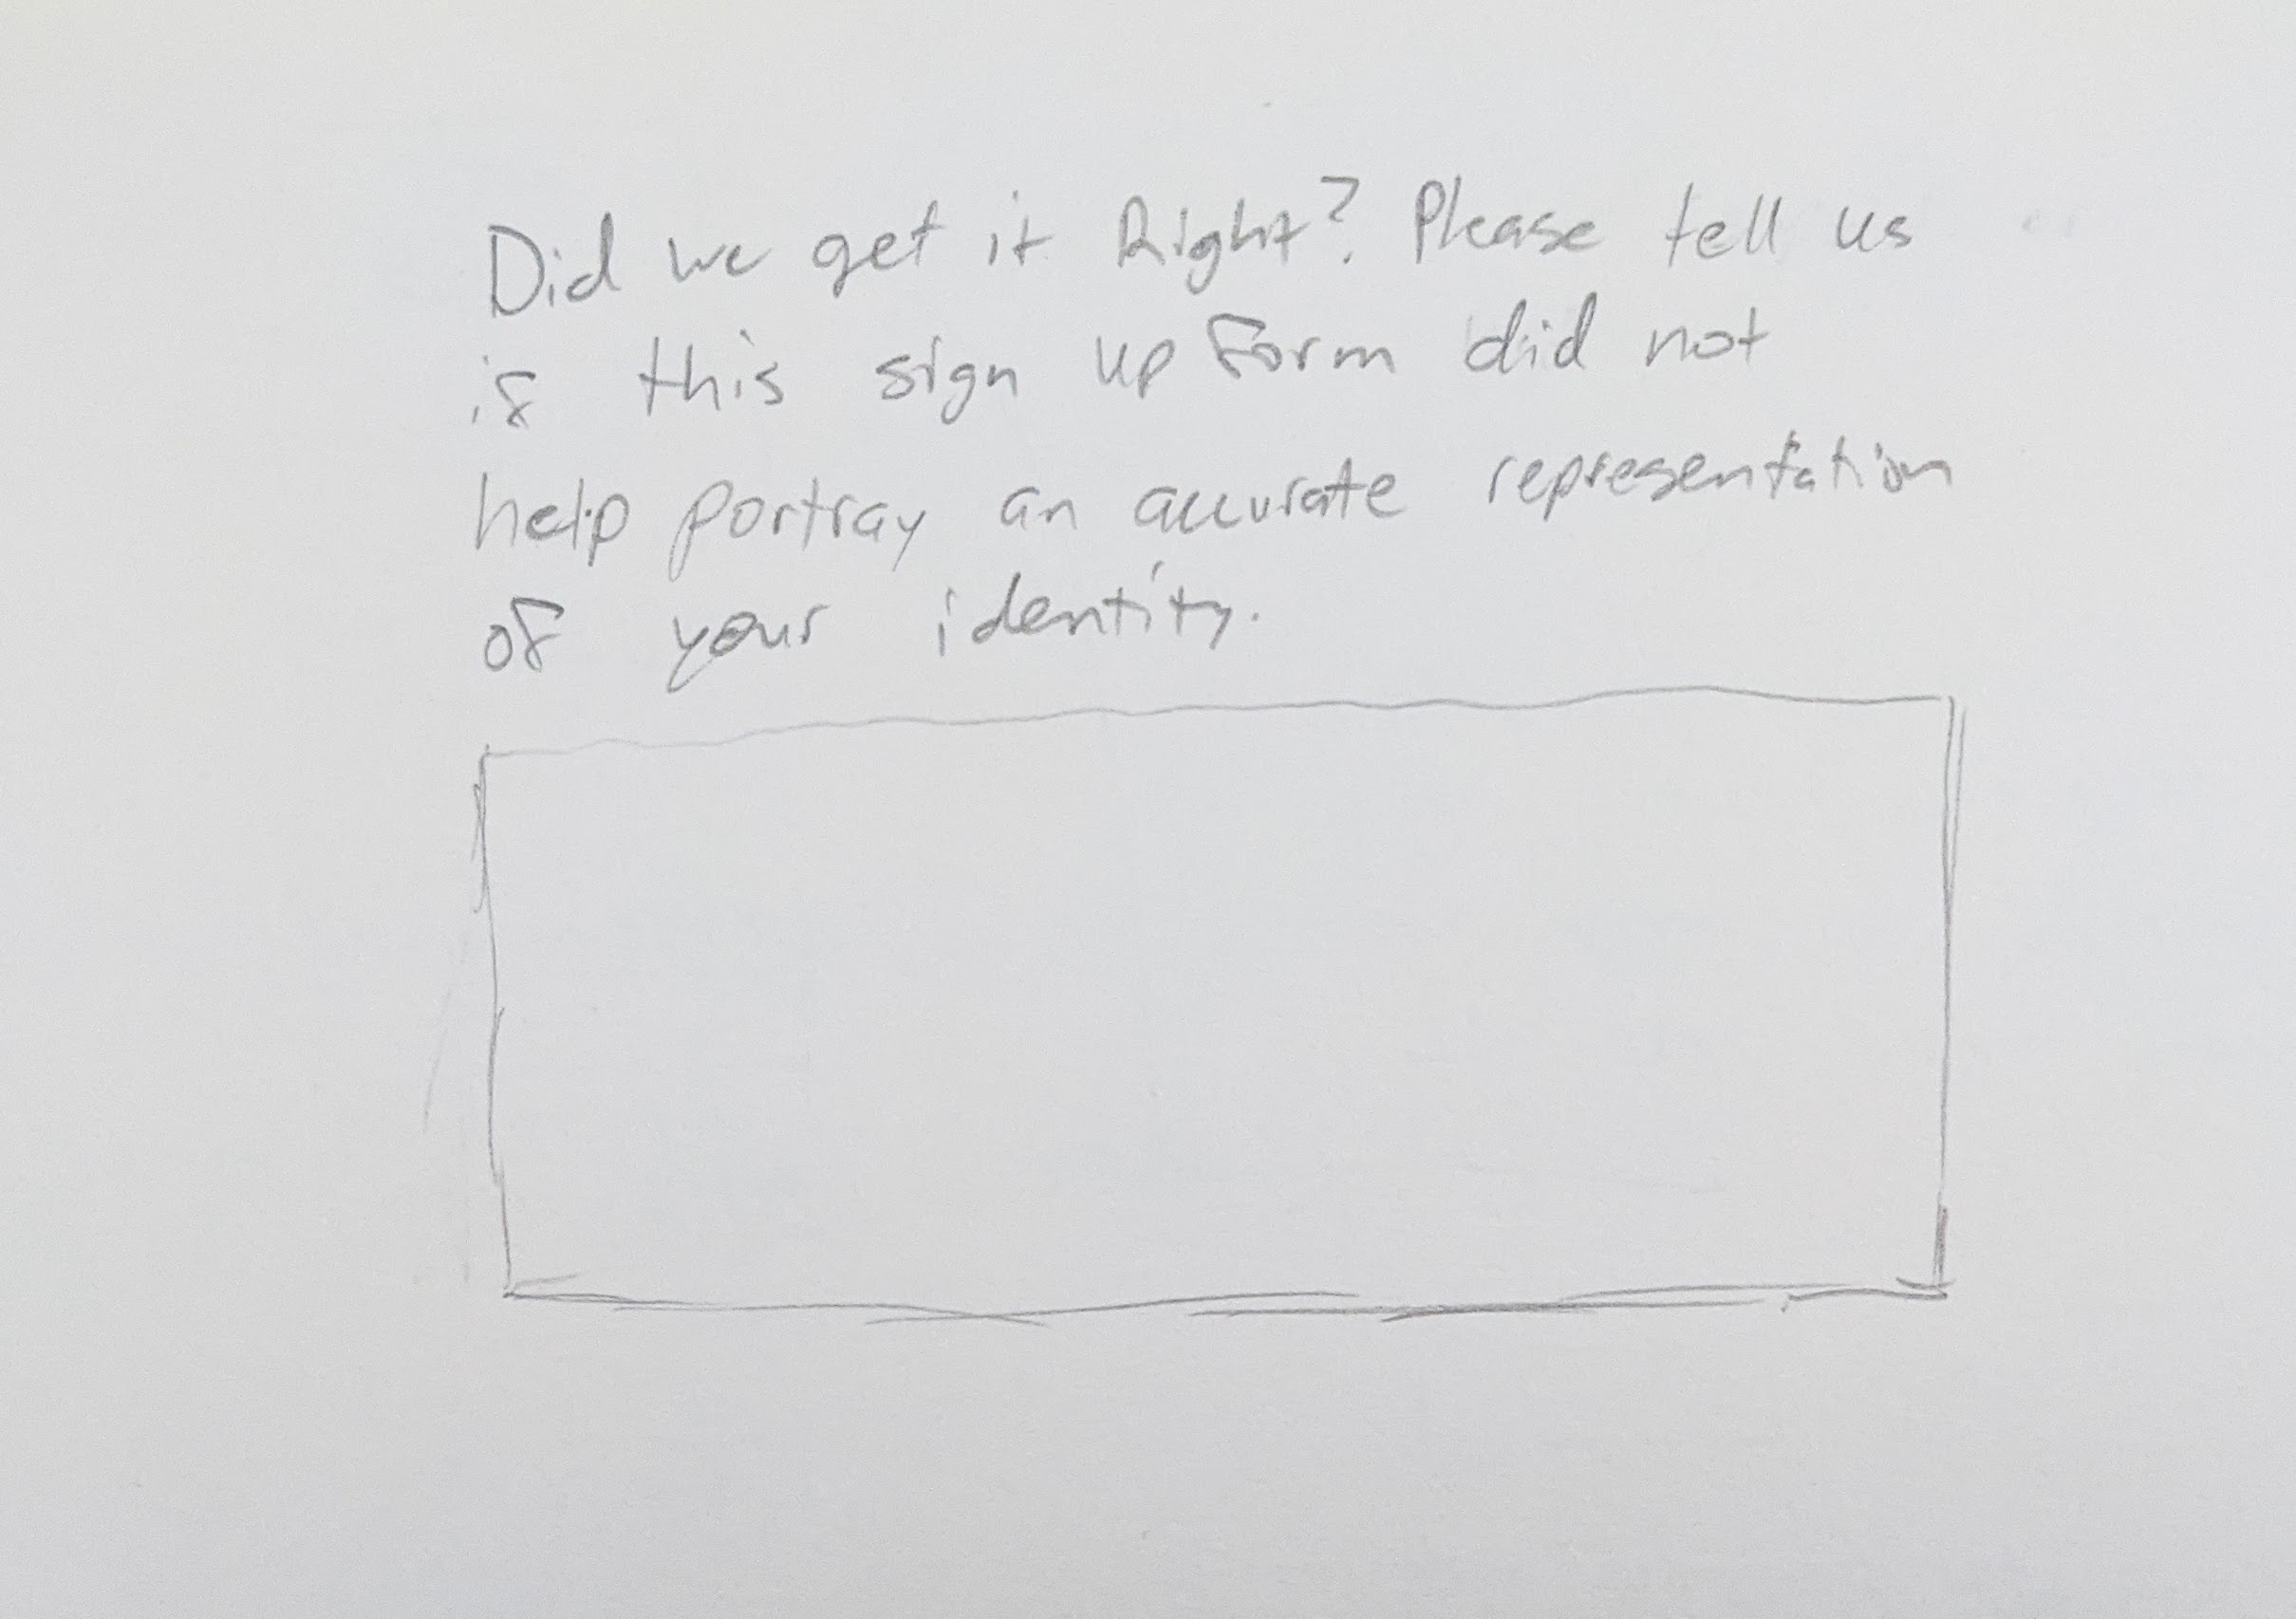 Did we get it Right? Please tell us
if this sign up form did not
help portray an accurate representation
of your identity.